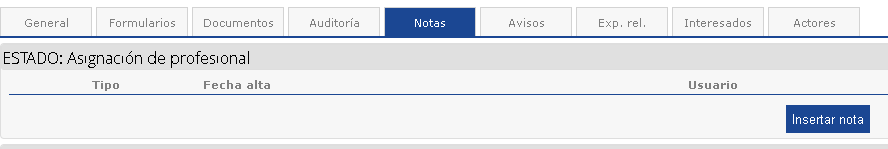 General Formularios Documentos Auditoría Notas Avisos Exp. rel. Interesados Actores
ESTADO: Asignación de profesional
Tipo Fecha alta Usuario
Insertar nota